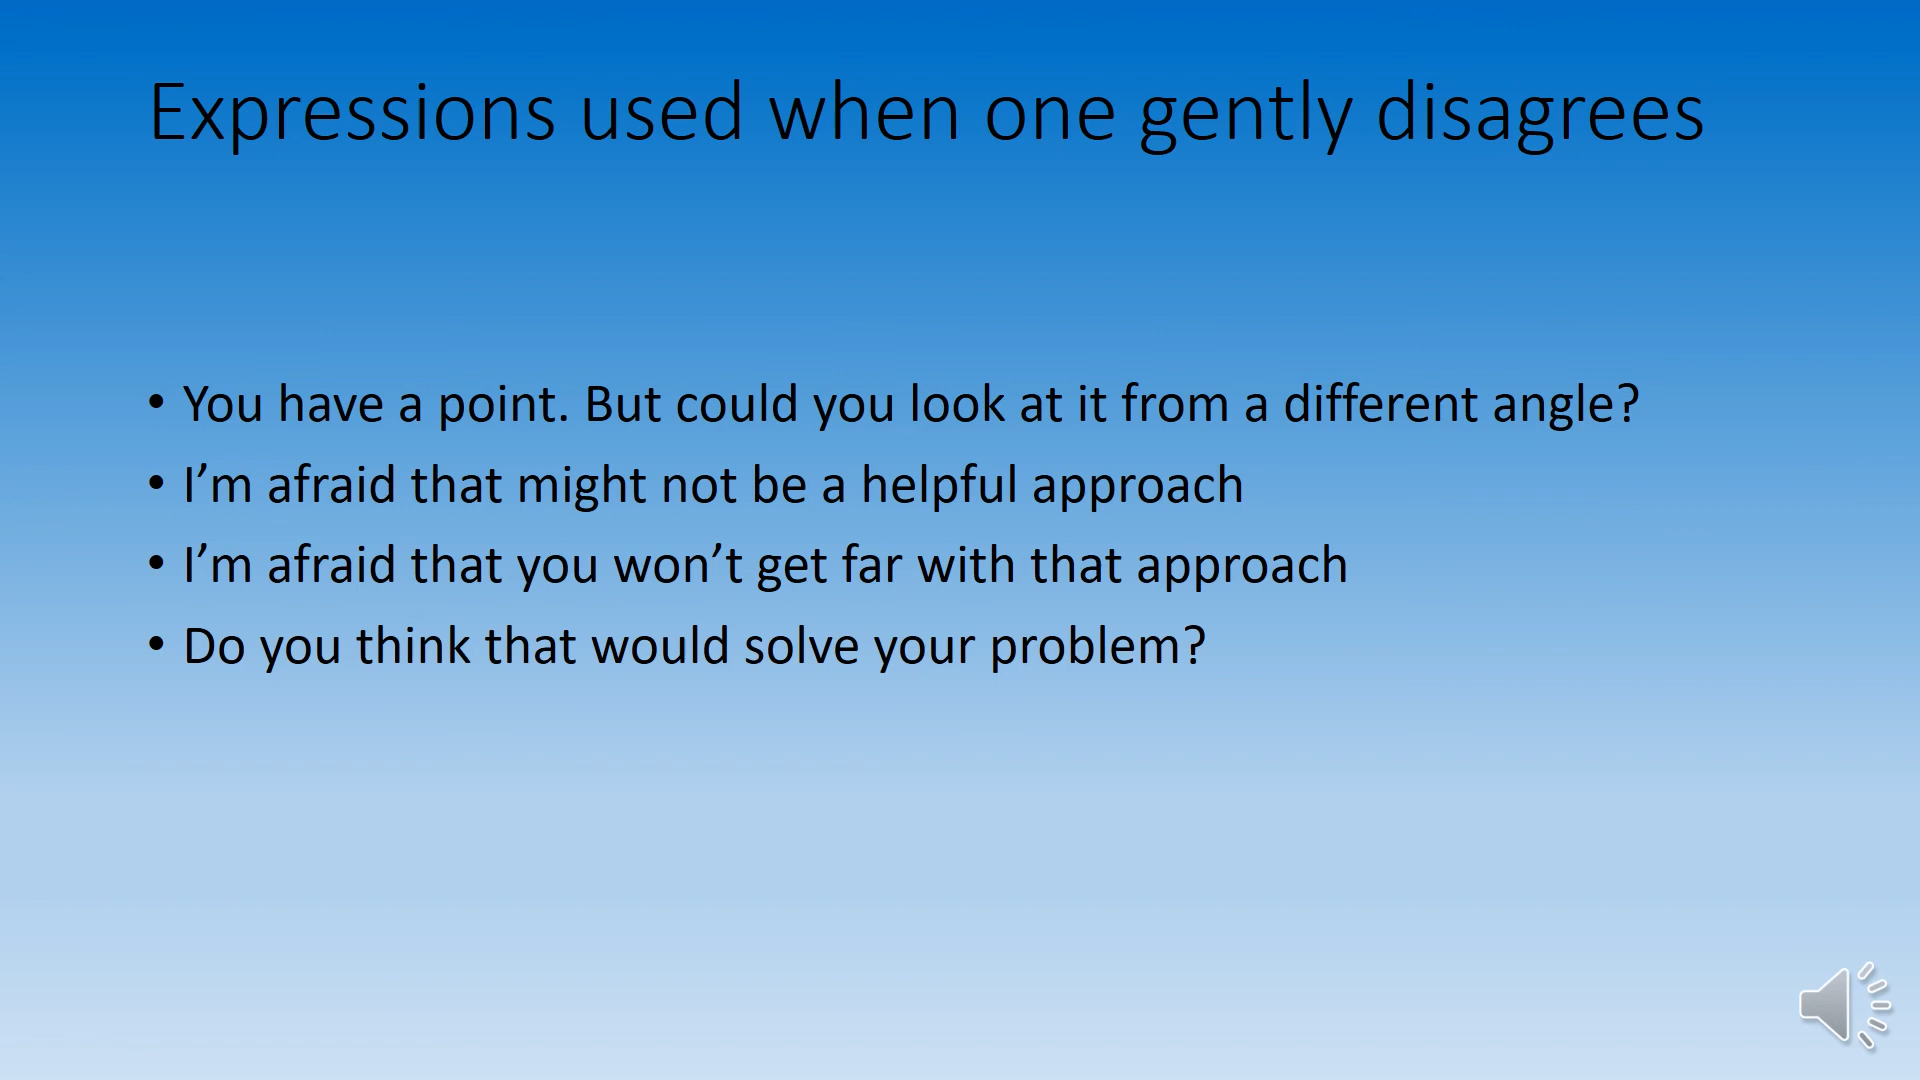 Expressions used when one gently disagrees
• You have a point. But could you look at it from a different angle?
• I’m afraid that might not be a helpful approach
• I’m afraid that you won’t get far with that approach
• Do you think that would solve your problem?